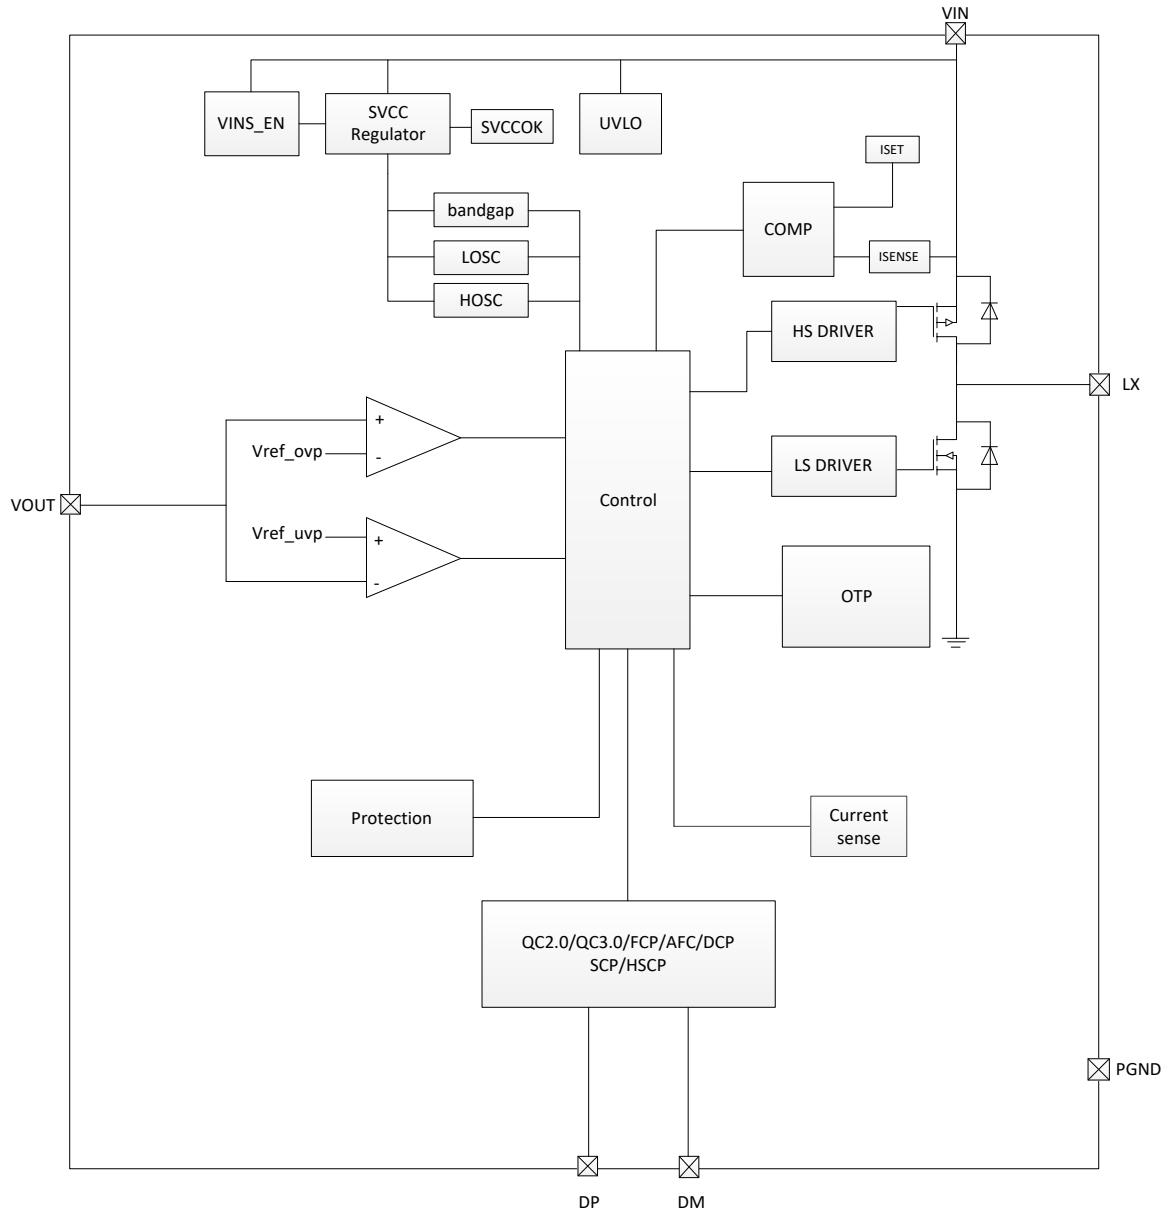 VIN
VINS_EN
SVCC
Regulator
SVCCOK
UVLO
ISET
bandgap
COMP
LOSC
ISENSE
HOSC
HS DRIVER
LX
+
Vref_ovp
-
LS DRIVER
Control
VOUT
Vref_uvp
+
-
OTP
Protection
Current
sense
QC2.0/QC3.0/FCP/AFC/DCP
SCP/HSCP
PGND
DP
DM